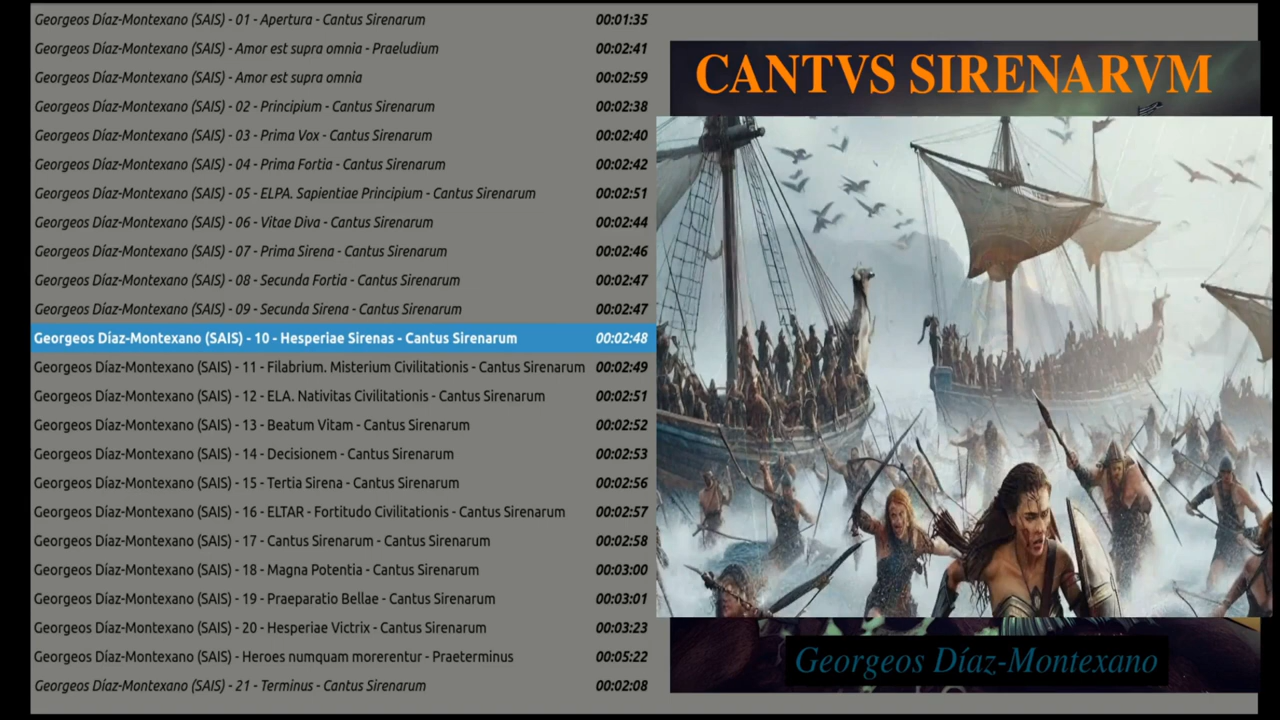 Georgeos Díaz-Montexano (SAIS) - 01 - Apertura - Cantus Sirenarum 00:01:35
Georgeos Díaz-Montexano (SAIS) - Amor est supra omnia - Praeludium 00:02:41
Georgeos Díaz-Montexano (SAIS) - Amor est supra omnia 00:02:59
Georgeos Díaz-Montexano (SAIS) - 02 - Principium - Cantus Sirenarum 00:02:38
Georgeos Díaz-Montexano (SAIS) - 03 - Prima Vox - Cantus Sirenarum 00:02:40
Georgeos Díaz-Montexano (SAIS) - 04 - Prima Fortia - Cantus Sirenarum 00:02:42
Georgeos Díaz-Montexano (SAIS) - 05 - ELPA. Sapientiae Principium - Cantus Sirenarum 00:02:51
Georgeos Díaz-Montexano (SAIS) - 06 - Vitae Diva - Cantus Sirenarum 00:02:44
Georgeos Díaz-Montexano (SAIS) - 07 - Prima Sirena - Cantus Sirenarum 00:02:46
Georgeos Díaz-Montexano (SAIS) - 08 - Secunda Fortia - Cantus Sirenarum 00:02:47
Georgeos Díaz-Montexano (SAIS) - 09 - Secunda Sirena - Cantus Sirenarum 00:02:47
Georgeos Díaz-Montexano (SAIS) - 10 - Hesperiae Sirenas - Cantus Sirenarum 00:02:48
Georgeos Díaz-Montexano (SAIS) - 11 - Filabrium. Misterium Civilitationis - Cantus Sirenarum 00:02:49
Georgeos Díaz-Montexano (SAIS) - 12 - ELA. Nativitas Civilitationis - Cantus Sirenarum 00:02:51
Georgeos Díaz-Montexano (SAIS) - 13 - Beatum Vitam - Cantus Sirenarum 00:02:52
Georgeos Díaz-Montexano (SAIS) - 14 - Decisionem - Cantus Sirenarum 00:02:53
Georgeos Díaz-Montexano (SAIS) - 15 - Tertia Sirena - Cantus Sirenarum 00:02:56
Georgeos Díaz-Montexano (SAIS) - 16 - ELTAR - Fortitudo Civilitationis - Cantus Sirenarum 00:02:57
Georgeos Díaz-Montexano (SAIS) - 17 - Cantus Sirenarum - Cantus Sirenarum 00:02:58
Georgeos Díaz-Montexano (SAIS) - 18 - Magna Potentia - Cantus Sirenarum 00:03:00
Georgeos Díaz-Montexano (SAIS) - 19 - Praeparatio Bellae - Cantus Sirenarum 00:03:01
Georgeos Díaz-Montexano (SAIS) - 20 - Hesperiae Victrix - Cantus Sirenarum 00:03:23
Georgeos Díaz-Montexano (SAIS) - Heroes numquam morerentur - Praeterminus 00:05:22
Georgeos Díaz-Montexano (SAIS) - 21 - Terminus - Cantus Sirenarum 00:02:08
CANTVS SIRENARVM
Georgeos Díaz-Montexano